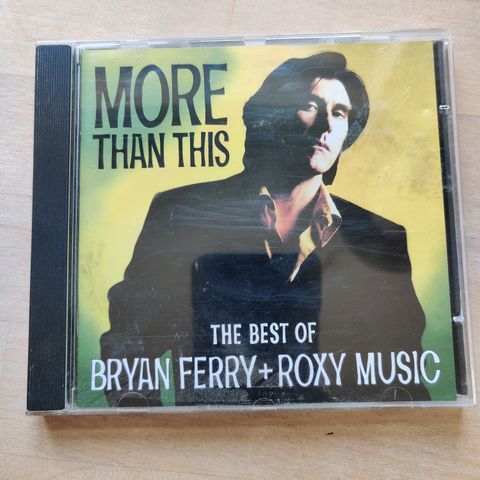 MORE
THAN THIS
THE BEST OF
BRYAN FERRY + ROXY MUSIC